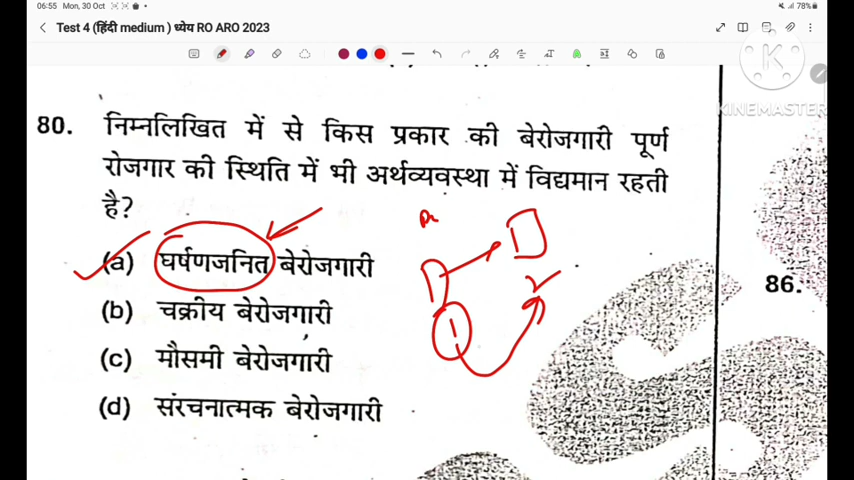 06:55 Mon, 30 Oct
78%
Test 4 (हिंदी medium ) ध्येय RO ARO 2023
K
KINEMASTER
80. निम्नलिखित में से किस प्रकार की बेरोजगारी पूर्ण
रोजगार की स्थिति में भी अर्थव्यवस्था में विद्यमान रहती
है?
(a) घर्षणजनित बेरोजगारी
(b) चक्रीय बेरोजगारी
(c) मौसमी बेरोजगारी
(d) संरचनात्मक बेरोजगारी
86.